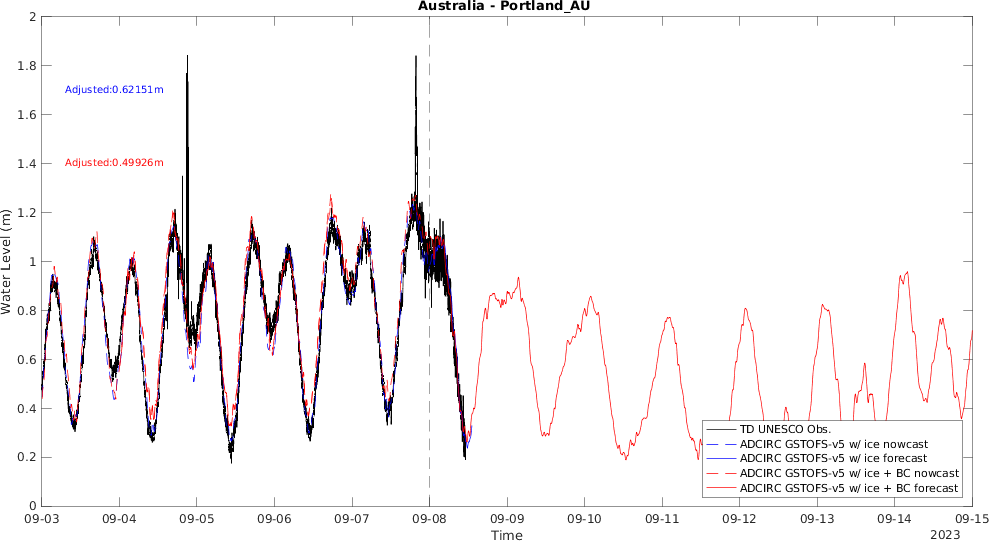 Australia - Portland_AU
2
1.8
1.6
1.4
1.2
1
0.8
0.6
0.4
0.2
0
Water Level (m)
Adjusted:0.62151m
Adjusted:0.49926m
TD UNESCO Obs.
ADCIRC GSTOFS-v5 w/ ice nowcast
ADCIRC GSTOFS-v5 w/ ice forecast
ADCIRC GSTOFS-v5 w/ ice + BC nowcast
ADCIRC GSTOFS-v5 w/ ice + BC forecast
09-03 09-04 09-05 09-06 09-07 09-08 09-09 09-10 09-11 09-12 09-13 09-14 09-15
Time
2023